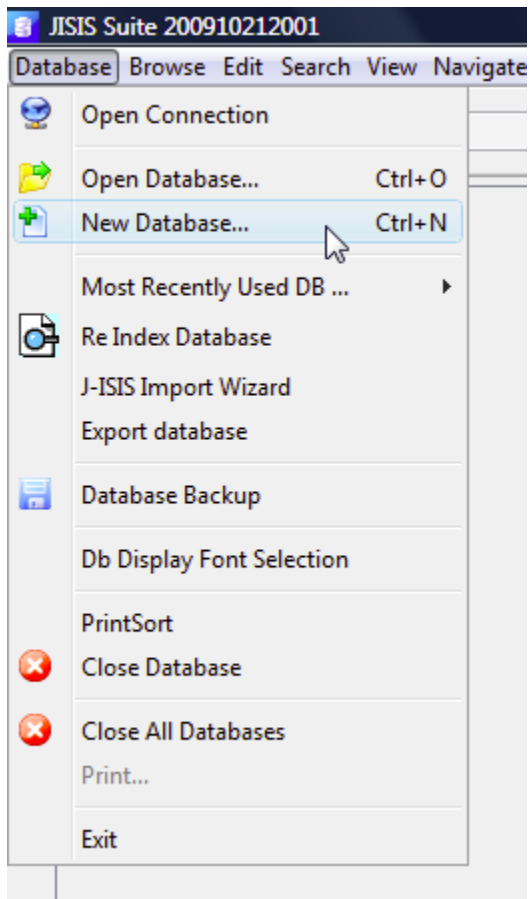 JISIS Suite 200910212001
Database Browse Edit Search View Navigate
Open Connection
Open Database... Ctrl+O
New Database... Ctrl+N
Most Recently Used DB ...
Re Index Database
J-ISIS Import Wizard
Export database
Database Backup
Db Display Font Selection
PrintSort
Close Database
Close All Databases
Print...
Exit